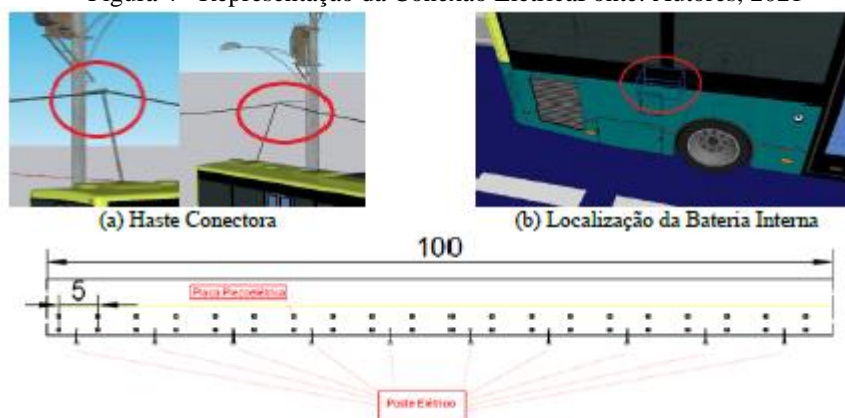 (a) Haste Conectora
(b) Localização da Bateria Interna
100
5
Poste Elétrico